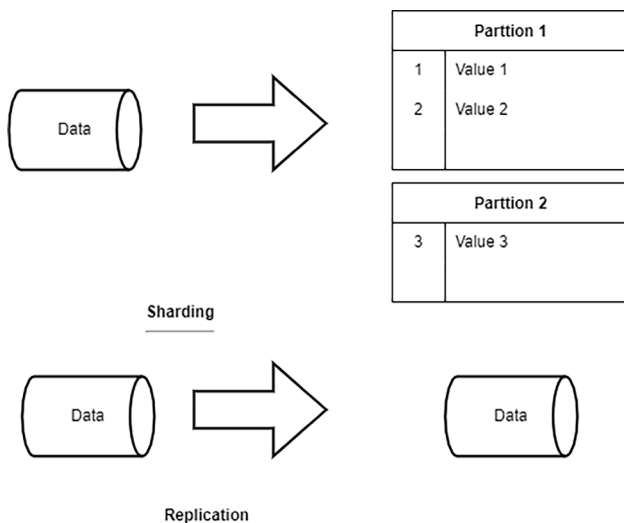 Parttion 1
1 Value 1
Data
2 Value 2
Parttion 2
3 Value 3
Sharding
Data
Data
Replication